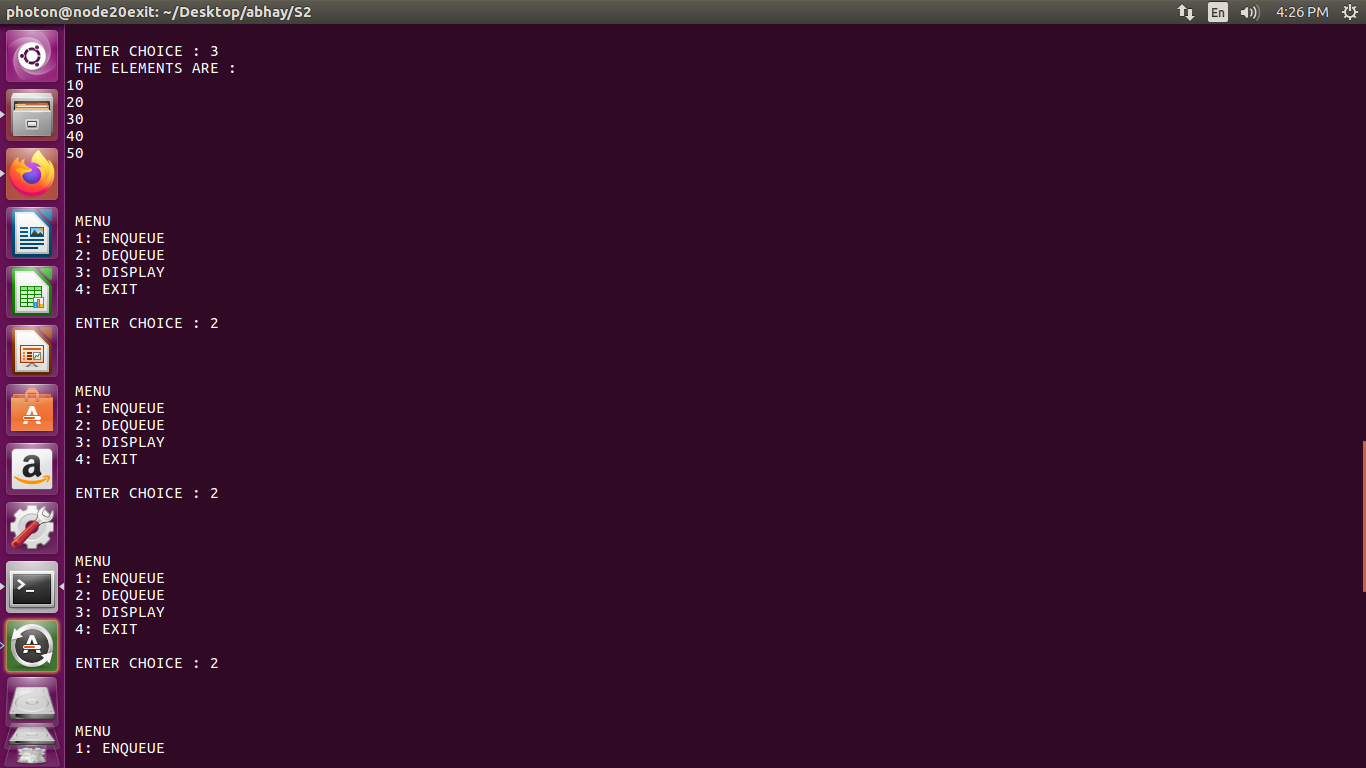 photon@node20exit: ~/Desktop/abhay/S2
En
4:26 PM
ENTER CHOICE : 3
THE ELEMENTS ARE :
10
20
30
40
50
MENU
1: ENQUEUE
2: DEQUEUE
3: DISPLAY
4: EXIT
ENTER CHOICE : 2
MENU
1: ENQUEUE
2: DEQUEUE
3: DISPLAY
4: EXIT
ENTER CHOICE : 2
MENU
1: ENQUEUE
2: DEQUEUE
3: DISPLAY
4: EXIT
ENTER CHOICE : 2
MENU
1: ENQUEUE